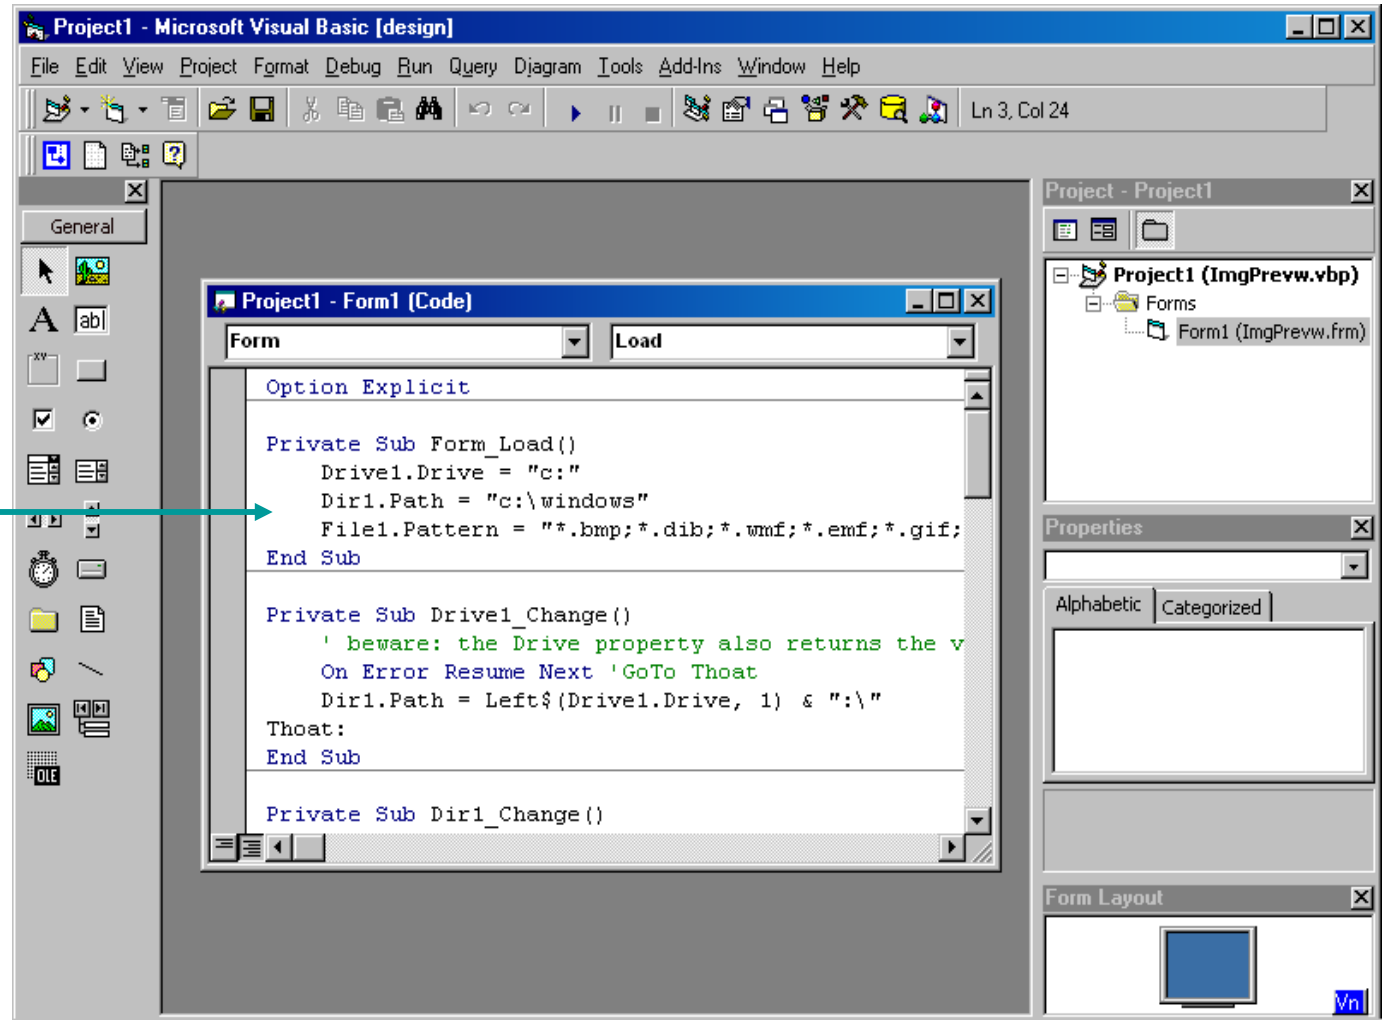 Project1 - Microsoft Visual Basic [design]
File Edit View Project Format Debug Run Query Diagram Tools Add-Ins Window Help
Ln 3, Col 24
General
A ab|
XY
OLE
Project1 - Form1 (Code)
Form Load
Option Explicit
Private Sub Form_Load()
Drive1.Drive = "c:"
Dir1.Path = "c:\windows"
File1.Pattern = "*.bmp;*.dib;*.wmf;*.emf;*.gif;
End Sub
Private Sub Drive1_Change()
' beware: the Drive property also returns the v
On Error Resume Next 'GoTo Thoat
Dir1.Path = Left$(Drive1.Drive, 1) & ":\"
Thoat:
End Sub
Private Sub Dir1_Change()
Project - Project1
Project1 (ImgPrevw.vbp)
Forms
Form1 (ImgPrevw.frm)
Properties
Alphabetic Categorized
Form Layout
Vn